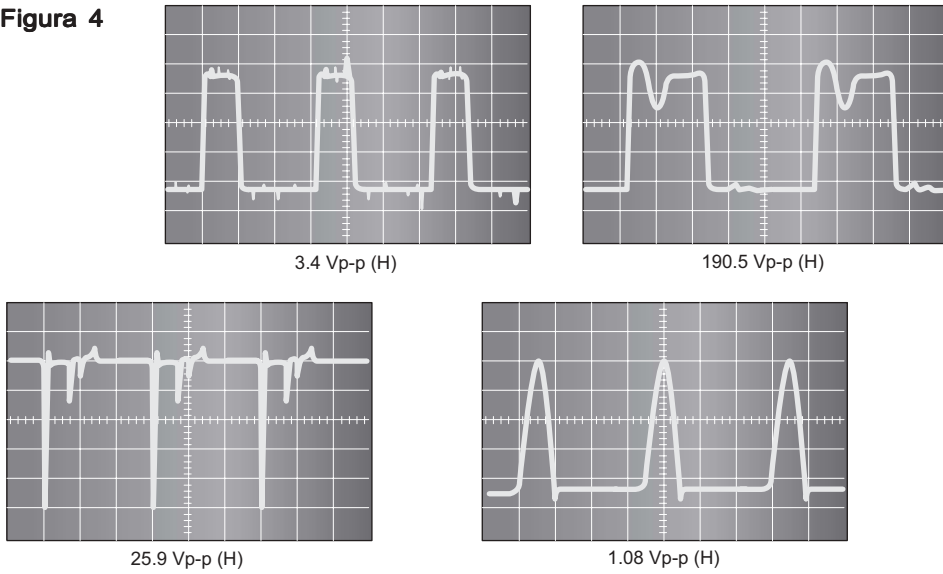 Figura 4
3.4 Vp-p (H)
190.5 Vp-p (H)
25.9 Vp-p (H)
1.08 Vp-p (H)